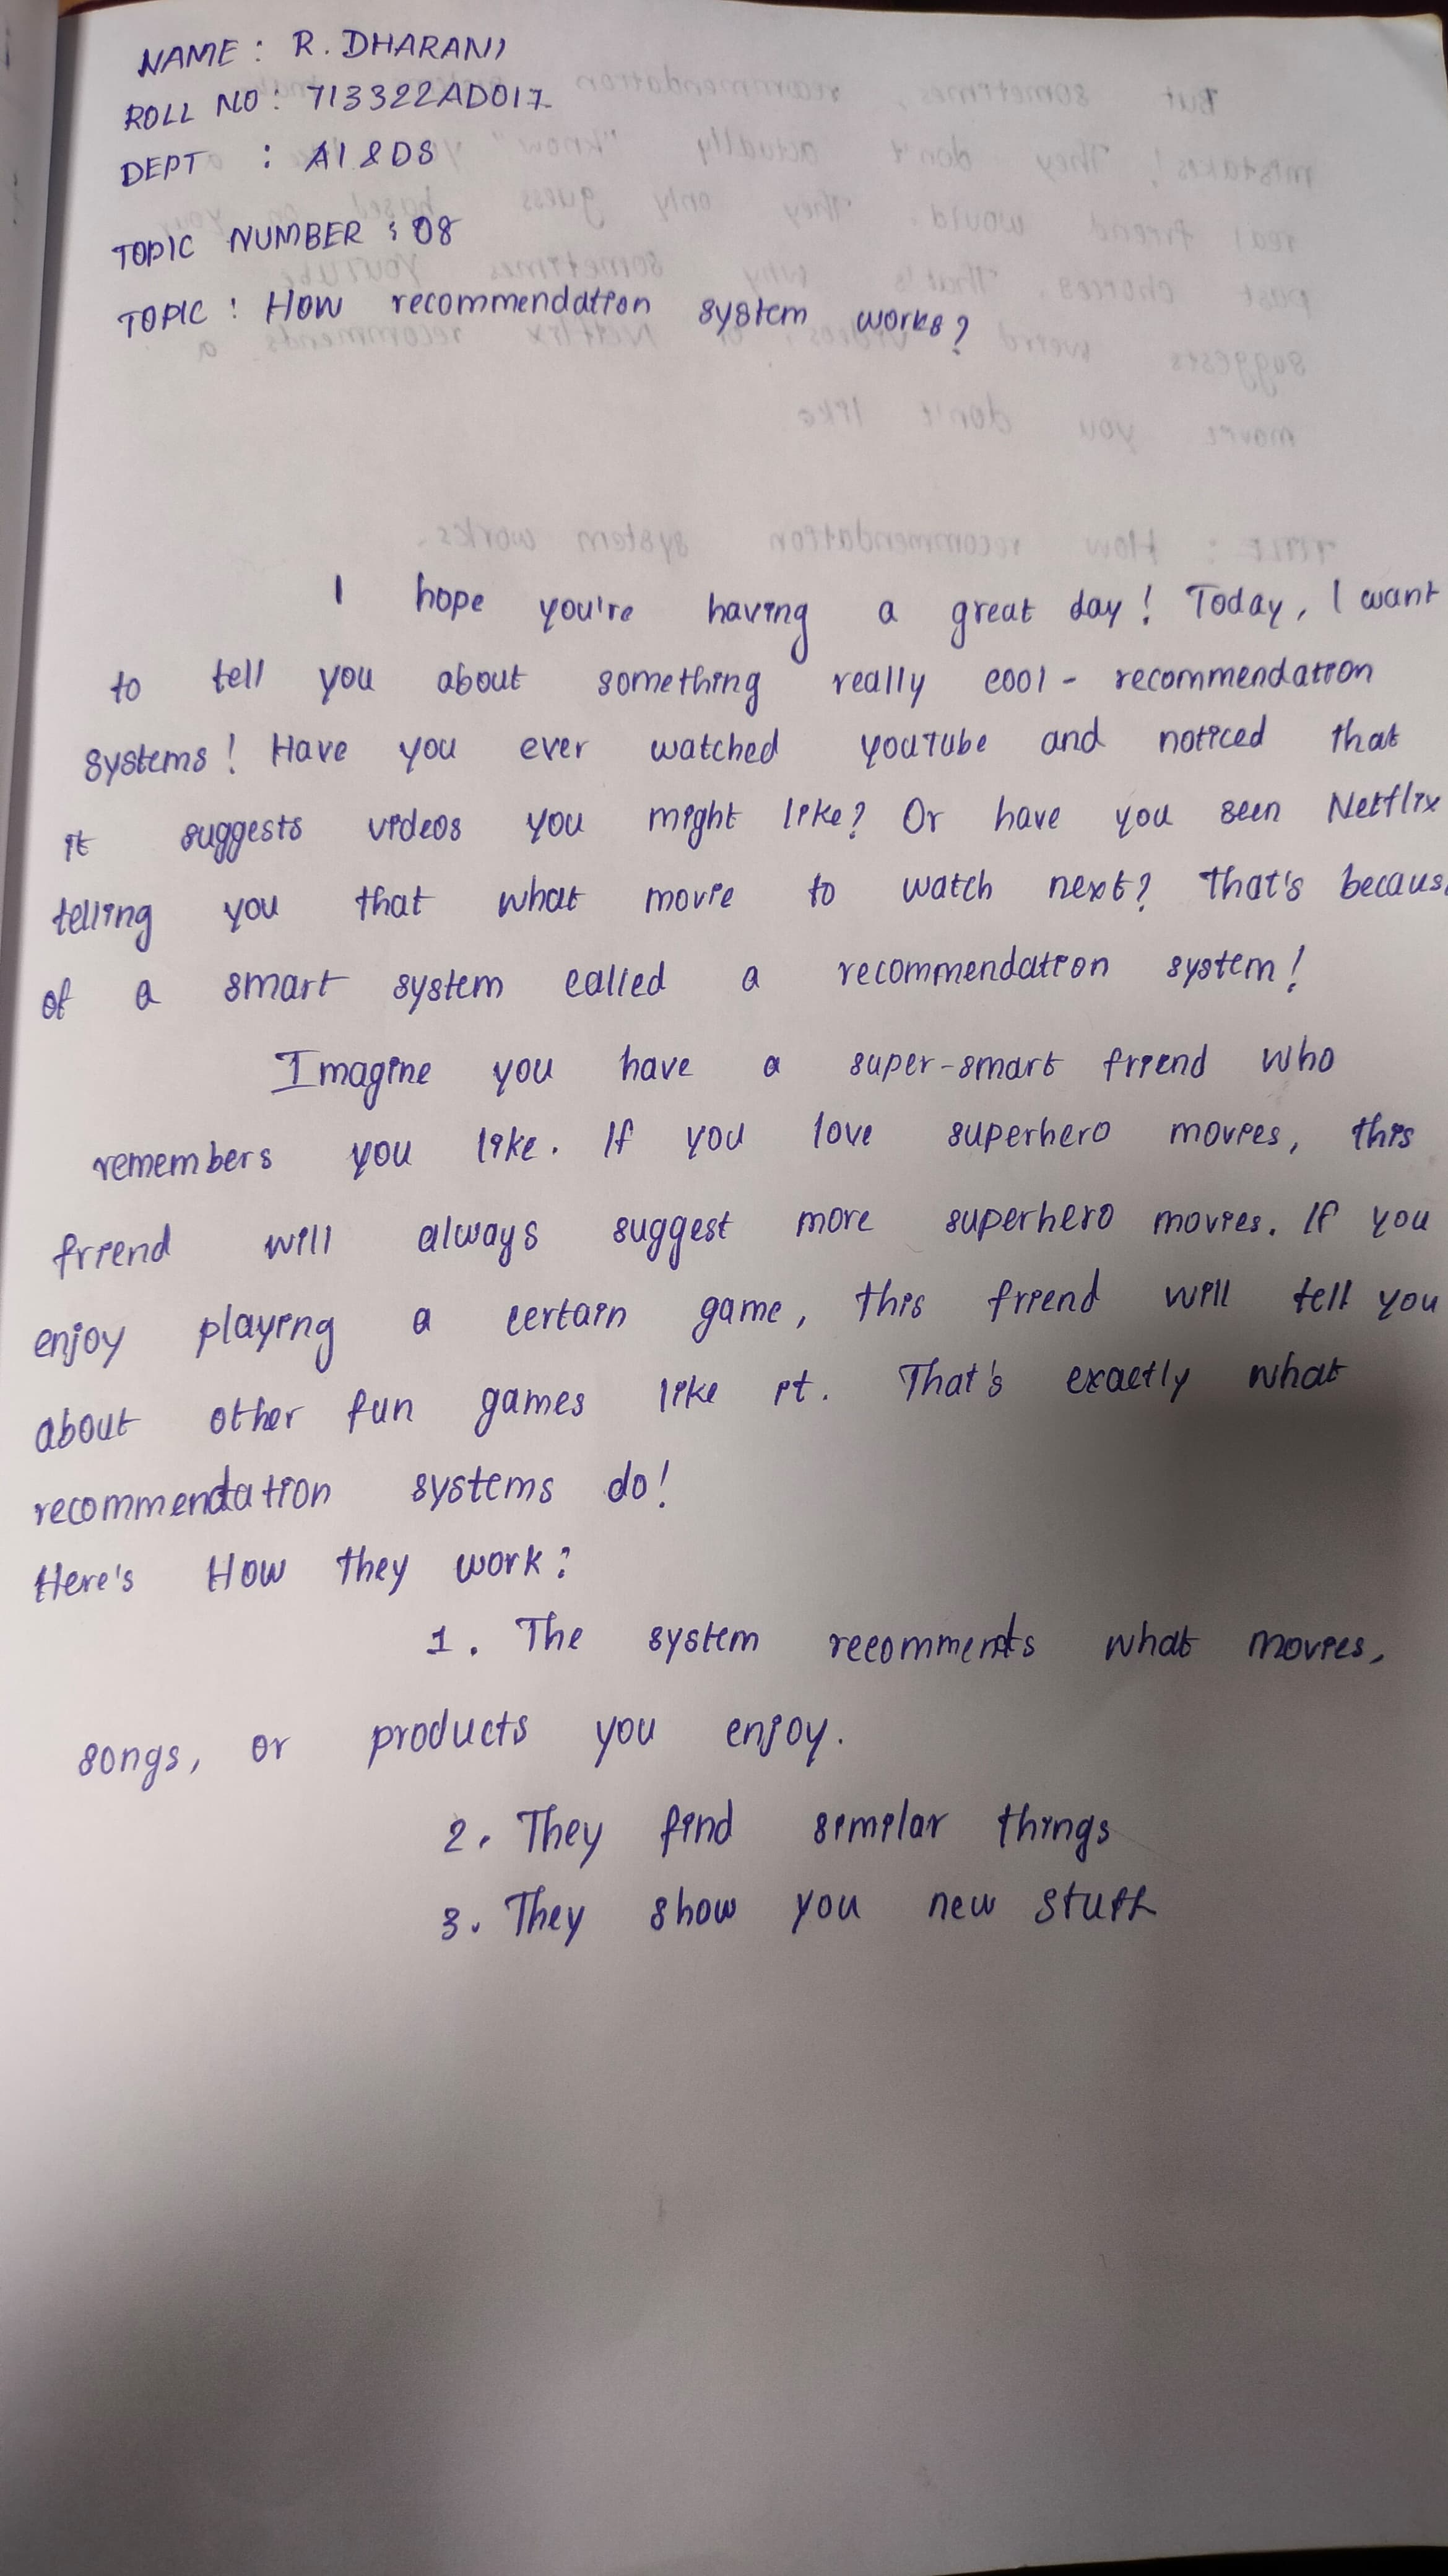 NAME : R. DHARANI
ROLL NO : 713322AD017
DEPT : AI & DS
TOPIC NUMBER : 08
TOPIC : How recommendation system works?
I hope you're having a great day! Today, I want
to tell you about something really cool - recommendation
systems! Have you ever watched youTube and noticed that
it suggests videos you might like? Or have you seen Netflix
telling you that what movie to watch next? That's becaus
of a smart system called a recommendation system!
Imagine you have a super-smart friend who
remembers you like. If you love superhero movies, this
friend will always suggest more superhero movies. If you
enjoy playing a certain game, this friend will tell you
about other fun games like it. That's exactly what
recommendation systems do!
Here's How they work:
1. The system recomments what movies,
songs, or products you enjoy.
2. They find similar things
3. They show you new stuff